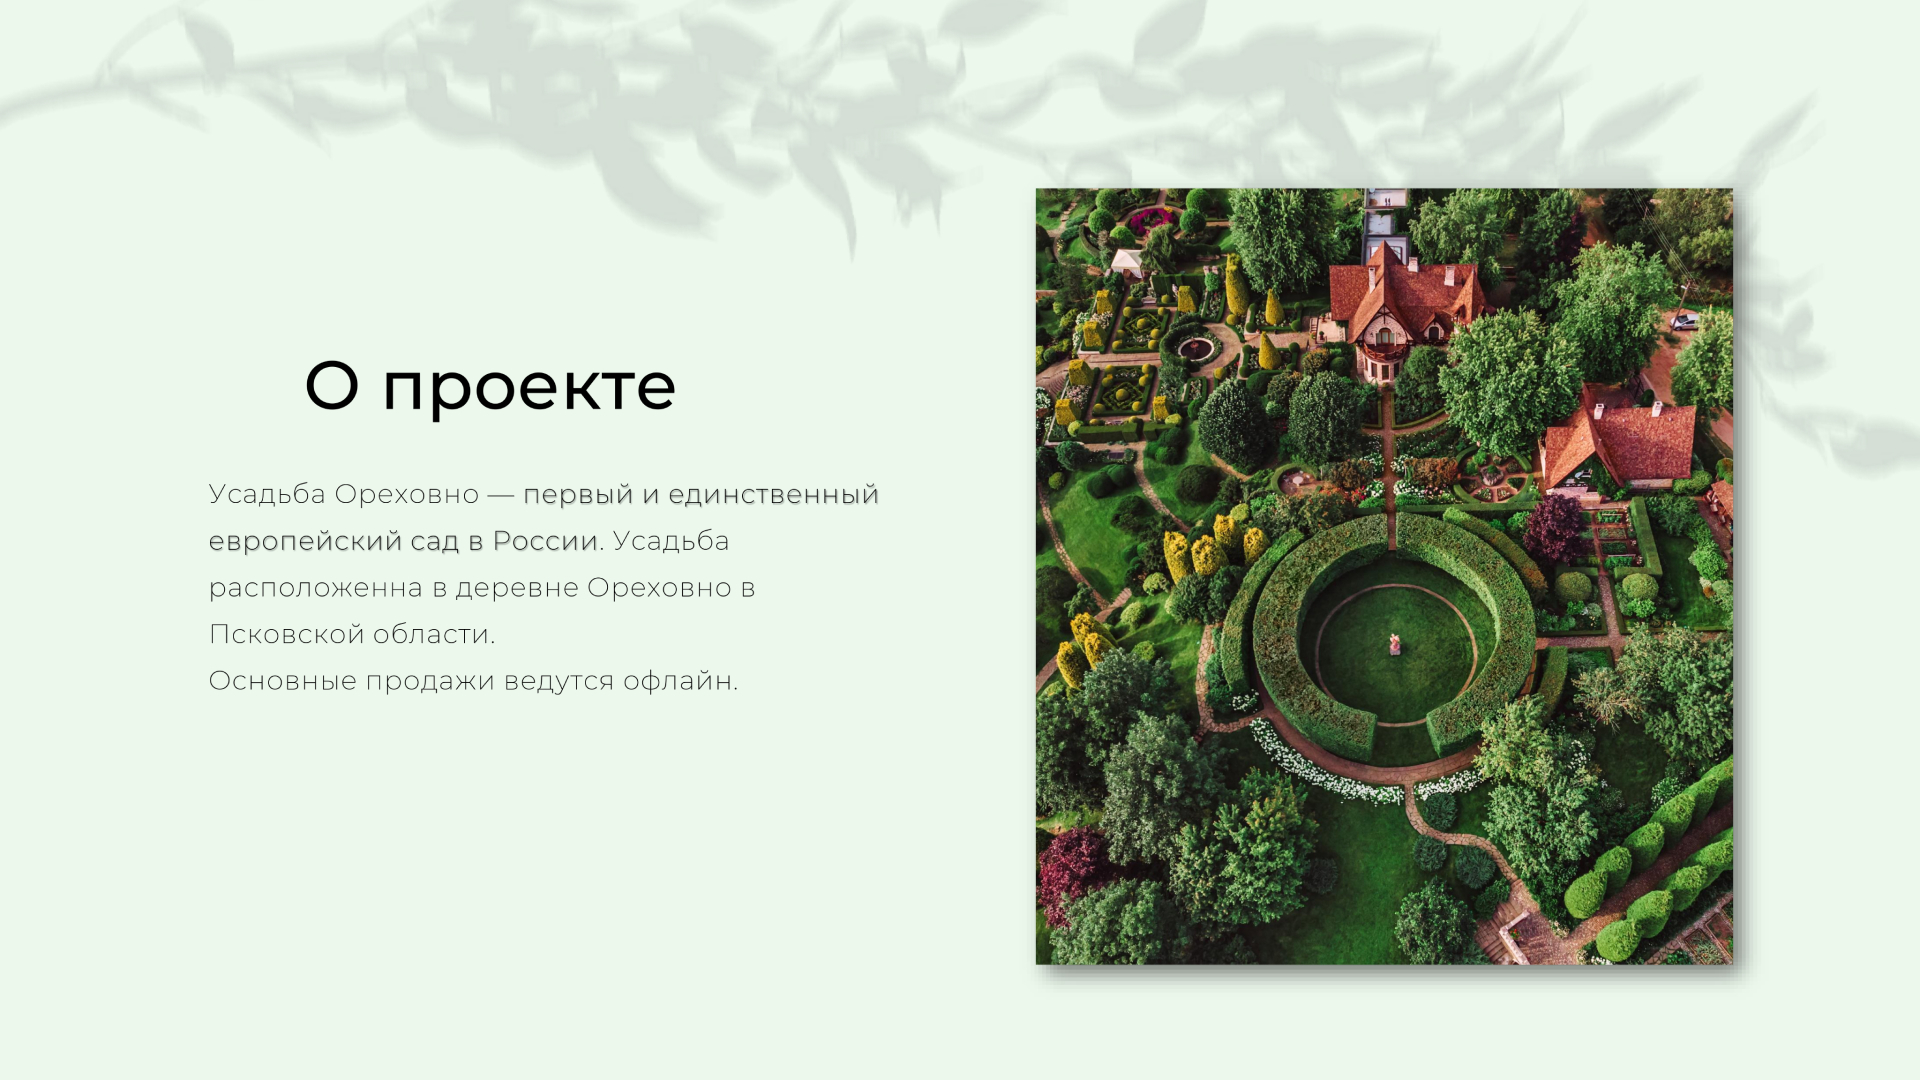 О проекте
Усадьба Ореховно — первый и единственный
европейский сад в России. Усадьба
расположенна в деревне Ореховно в
Псковской области.
Основные продажи ведутся офлайн.